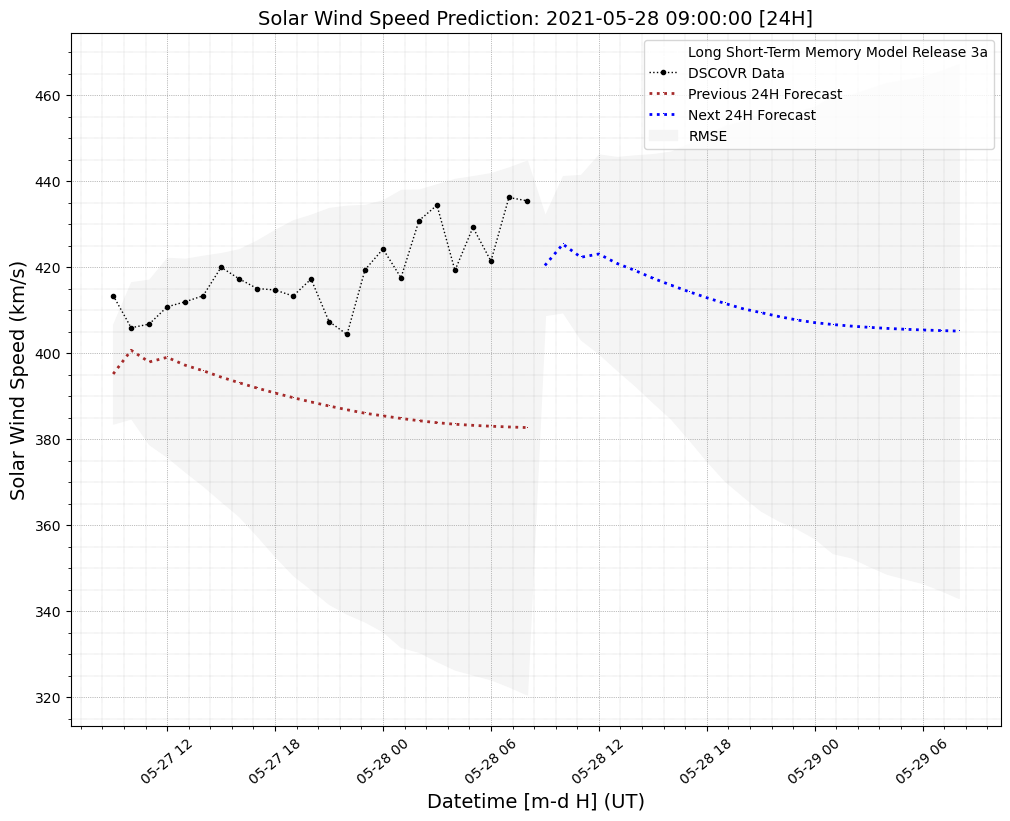 Solar Wind Speed Prediction: 2021-05-28 09:00:00 [24H]
Long Short-Term Memory Model Release 3a
DSCOVR Data
Previous 24H Forecast
Next 24H Forecast
RMSE
Solar Wind Speed (km/s)
460
440
420
400
380
360
340
320
05-27 12
05-27 18
05-28 00
05-28 06
05-28 12
05-28 18
05-29 00
05-29 06
Datetime [m-d H] (UT)